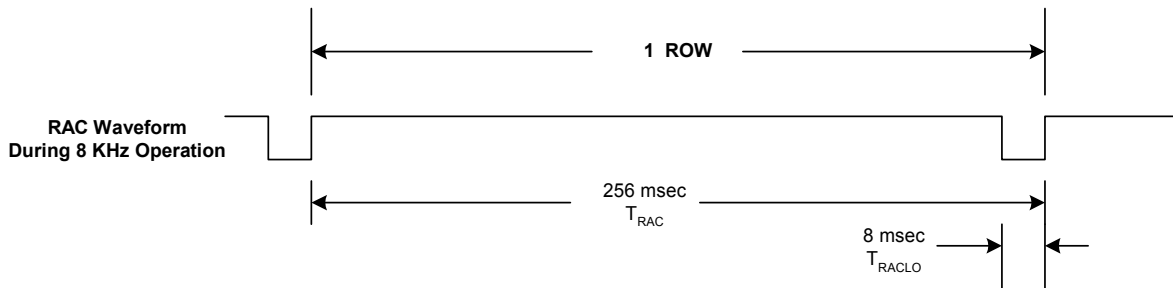 1 ROW
RAC Waveform
During 8 KHz Operation
256 msec
TRAC
8 msec
TRACLO